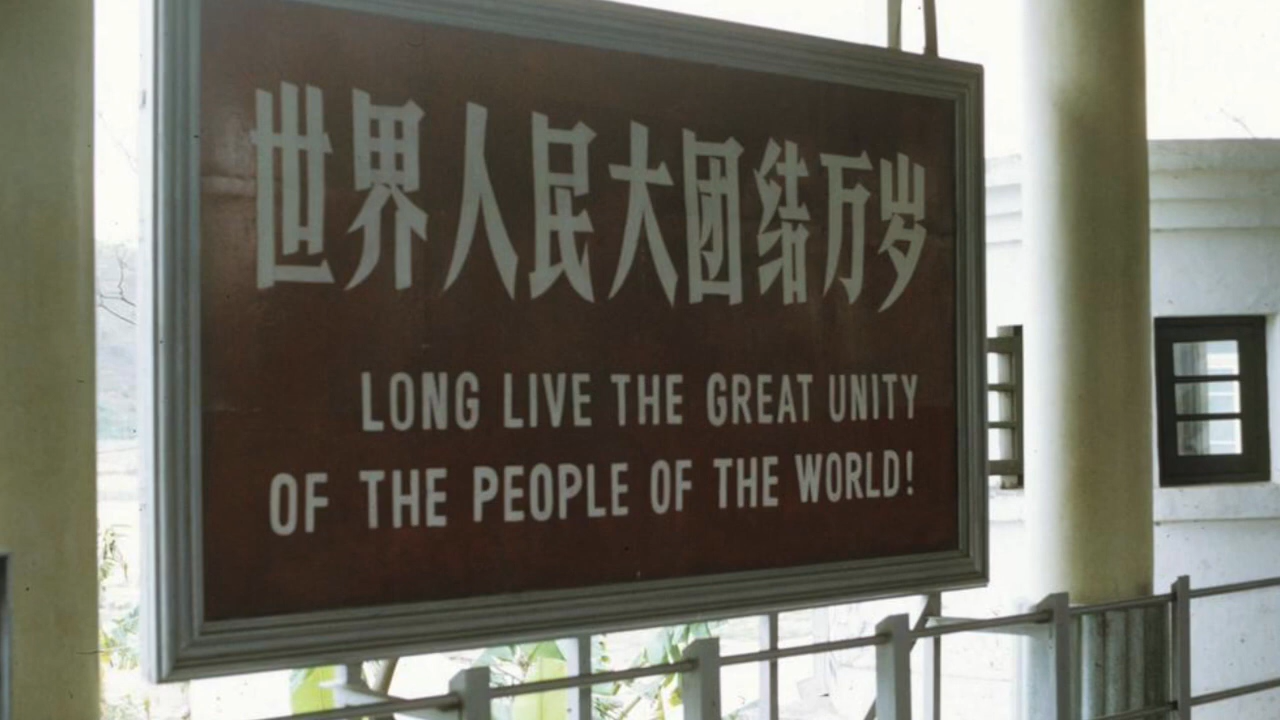 世界人民大团结万岁
LONG LIVE THE GREAT UNITY
OF THE PEOPLE OF THE WORLD!